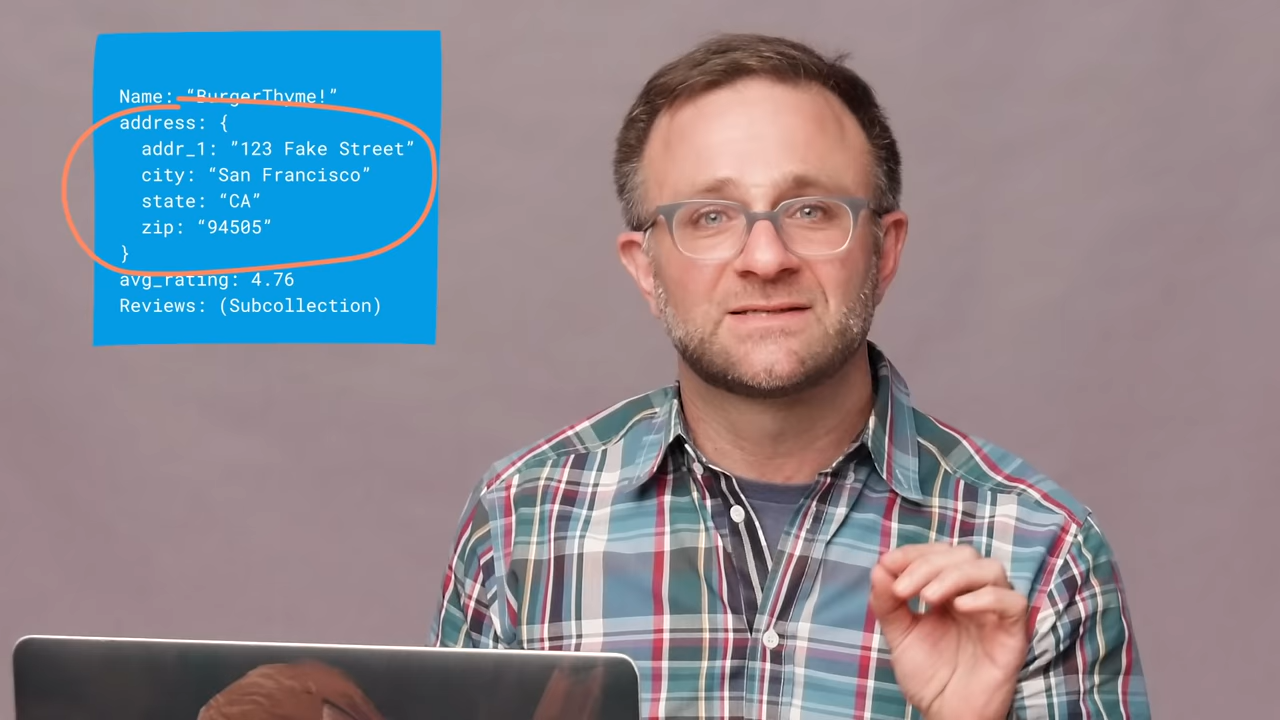 Name: “BurgerThyme!”
address: {
addr_1: ”123 Fake Street”
city: “San Francisco”
state: “CA”
zip: “94505”
}
avg_rating: 4.76
Reviews: (Subcollection)